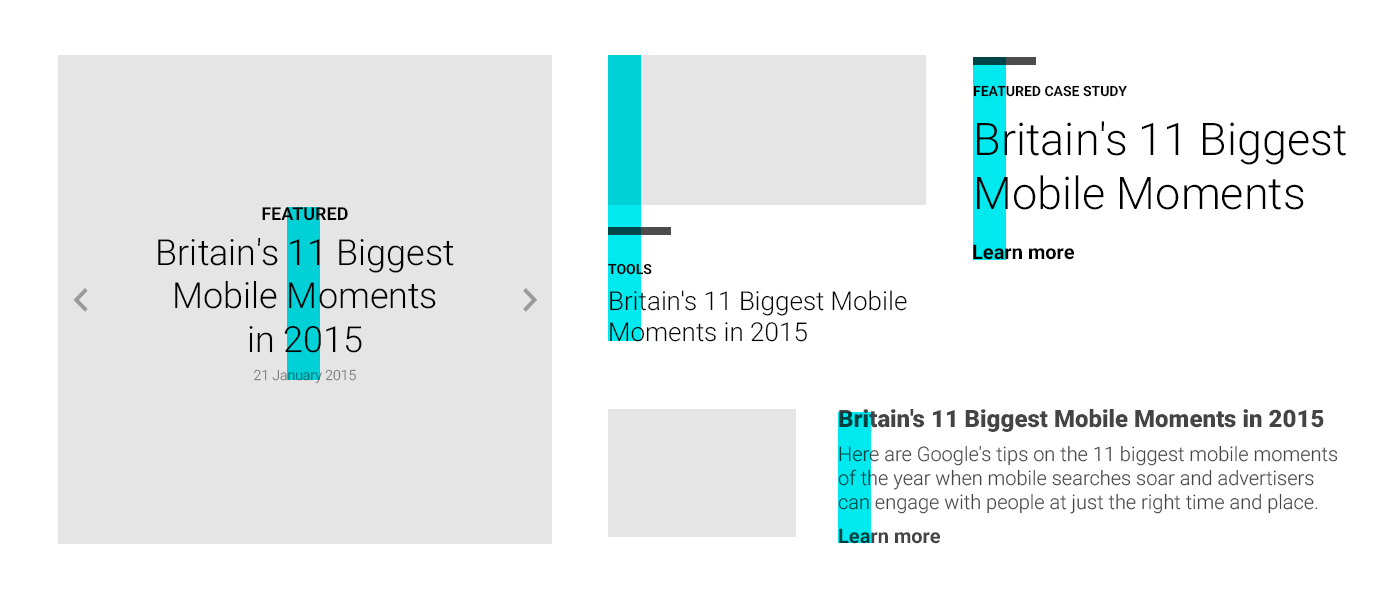 FEATURED
Britain's 11 Biggest
Mobile Moments
in 2015
21 January 2015
TOOLS
Britain's 11 Biggest Mobile
Moments in 2015
FEATURED CASE STUDY
Britain's 11 Biggest
Mobile Moments
Learn more
Britain's 11 Biggest Mobile Moments in 2015
Here are Google's tips on the 11 biggest mobile moments
of the year when mobile searches soar and advertisers
can engage with people at just the right time and place.
Learn more